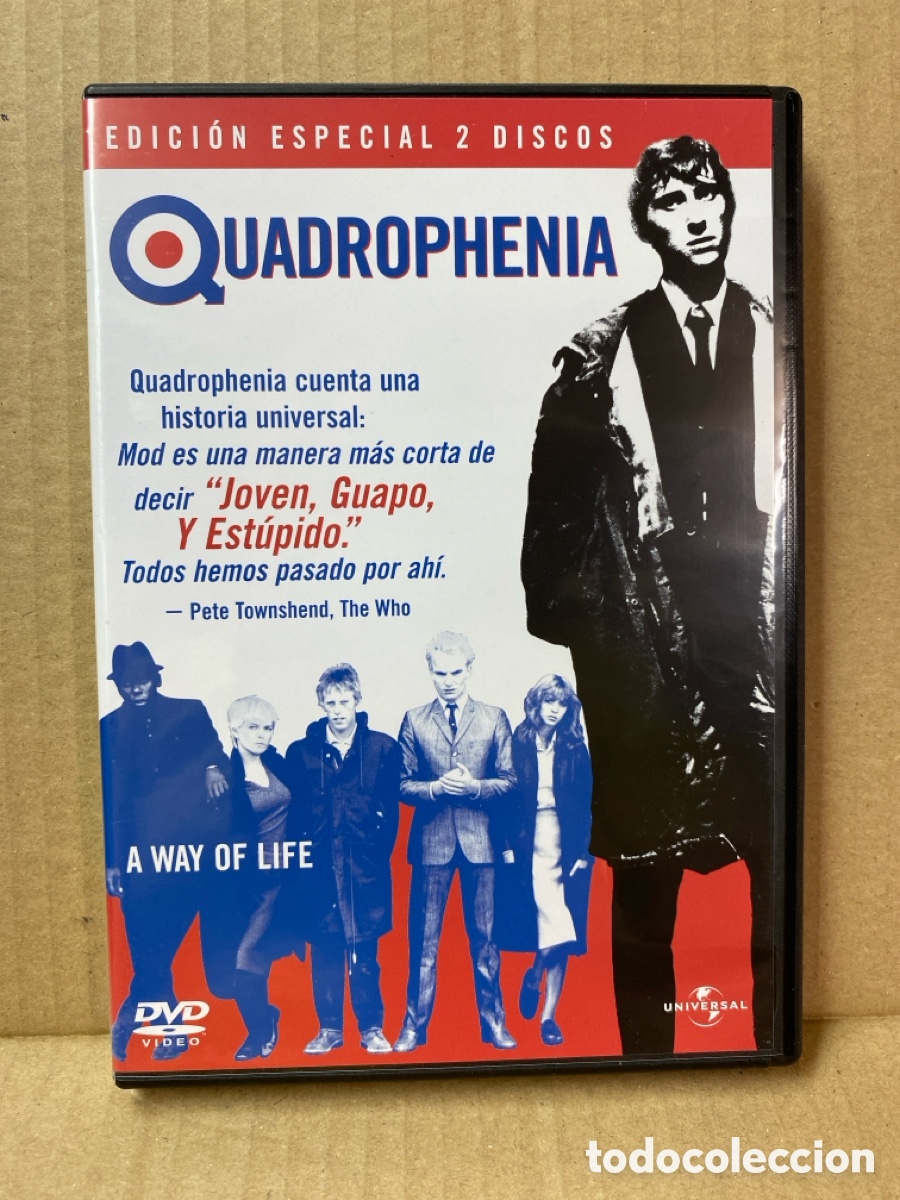 EDICIÓN ESPECIAL 2 DISCOS
QUADROPHENIA
Quadrophenia cuenta una
historia universal:
Mod es una manera más corta de
decir “Joven, Guapo,
Y Estúpido.”
Todos hemos pasado por ahí.
— Pete Townshend, The Who
A WAY OF LIFE
DVD
VIDEO
UNIVERSAL
todocoleccion